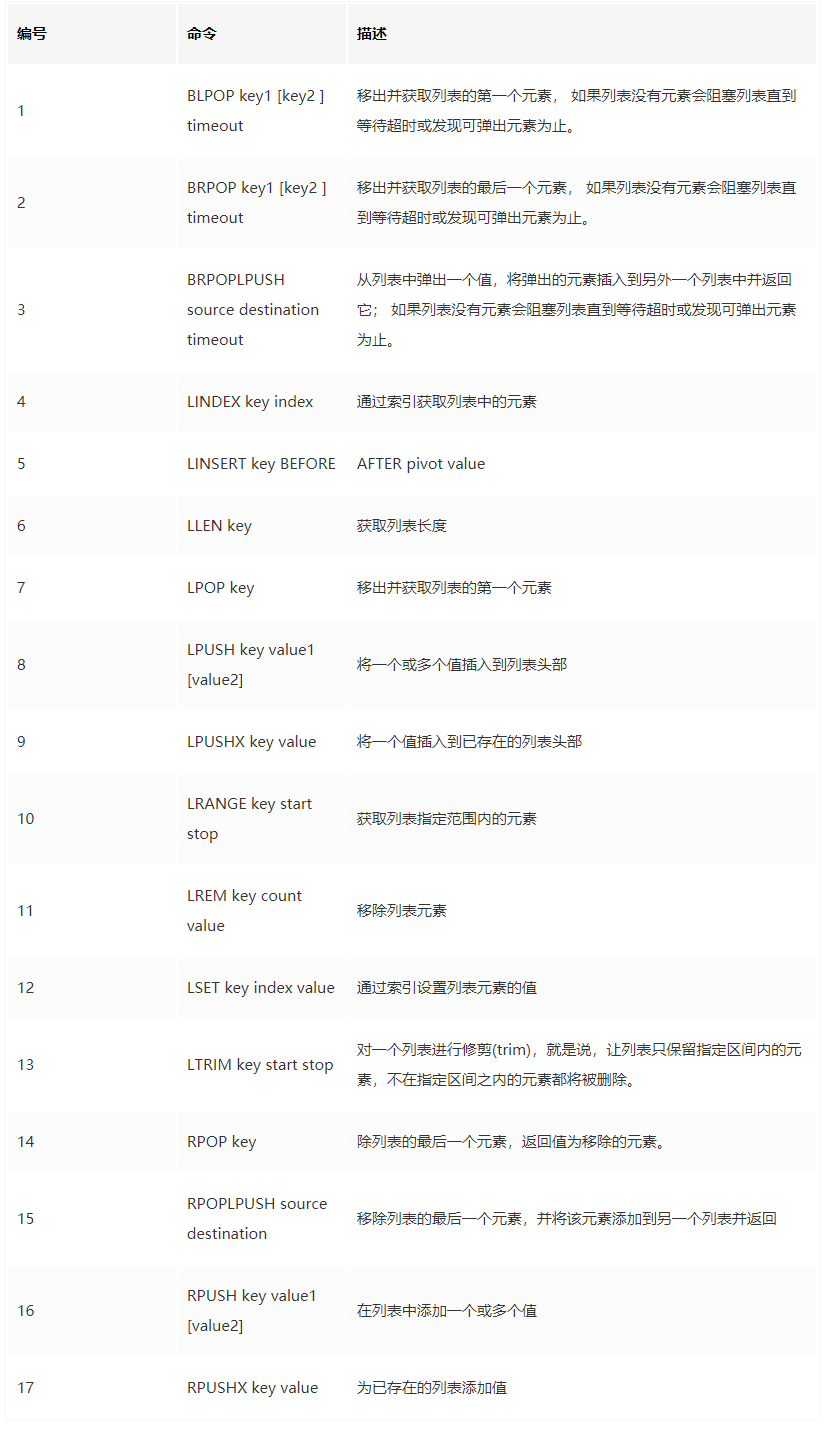 编号 命令 描述
1 BLPOP key1 [key2 ] timeout 移出并获取列表的第一个元素， 如果列表没有元素会阻塞列表直到等待超时或发现可弹出元素为止。
2 BRPOP key1 [key2 ] timeout 移出并获取列表的最后一个元素， 如果列表没有元素会阻塞列表直到等待超时或发现可弹出元素为止。
3 BRPOPLPUSH source destination timeout 从列表中弹出一个值，将弹出的元素插入到另外一个列表中并返回它； 如果列表没有元素会阻塞列表直到等待超时或发现可弹出元素为止。
4 LINDEX key index 通过索引获取列表中的元素
5 LINSERT key BEFORE AFTER pivot value
6 LLEN key 获取列表长度
7 LPOP key 移出并获取列表的第一个元素
8 LPUSH key value1 [value2] 将一个或多个值插入到列表头部
9 LPUSHX key value 将一个值插入到已存在的列表头部
10 LRANGE key start stop 获取列表指定范围内的元素
11 LREM key count value 移除列表元素
12 LSET key index value 通过索引设置列表元素的值
13 LTRIM key start stop 对一个列表进行修剪(trim)，就是说，让列表只保留指定区间内的元素，不在指定区间之内的元素都将被删除。
14 RPOP key 除列表的最后一个元素，返回值为移除的元素。
15 RPOPLPUSH source destination 移除列表的最后一个元素，并将该元素添加到另一个列表并返回
16 RPUSH key value1 [value2] 在列表中添加一个或多个值
17 RPUSHX key value 为已存在的列表添加值